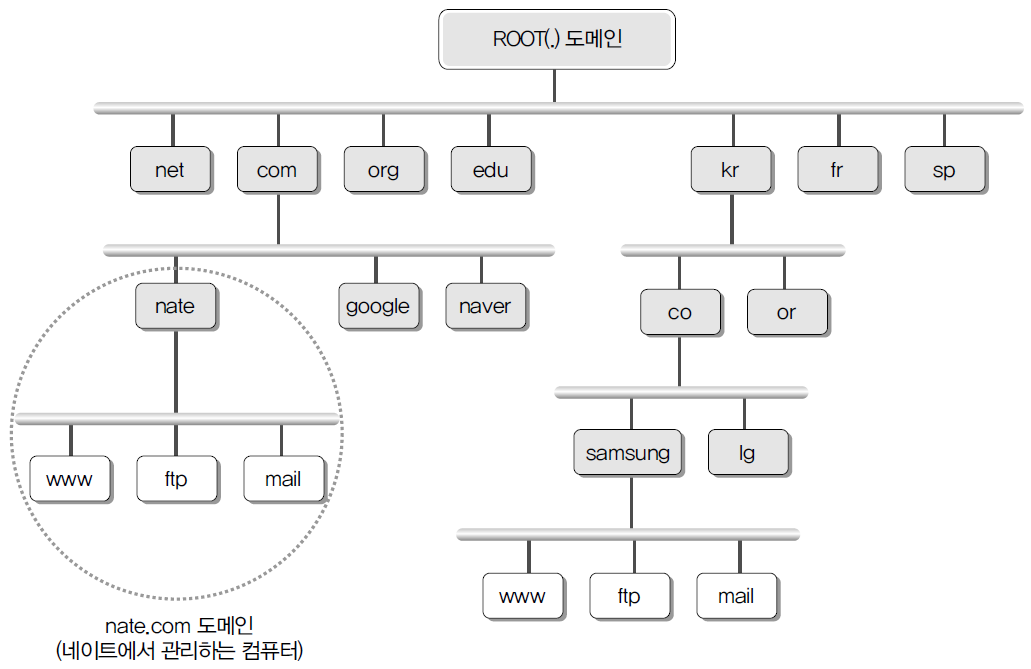 ROOT(.) 도메인
net com org edu kr fr sp
nate google naver co or
samsung lg
www ftp mail
www ftp mail
nate.com 도메인
(네이트에서 관리하는 컴퓨터)